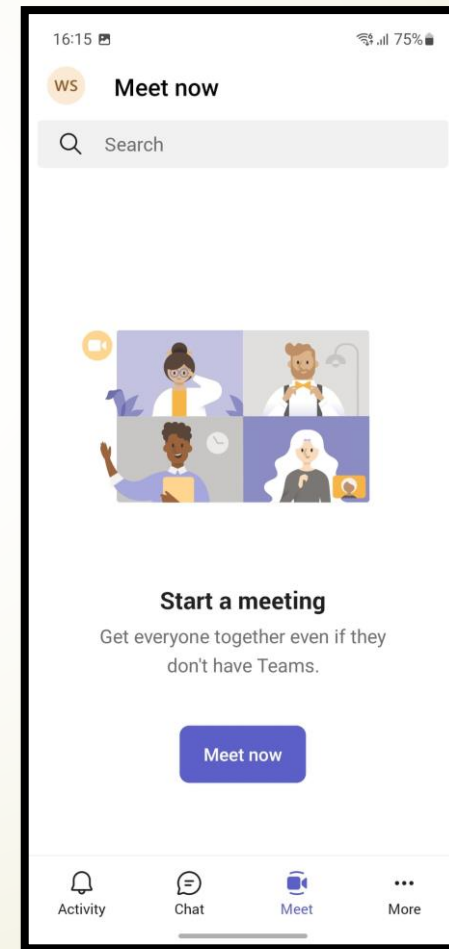 16:15 75%
WS Meet now
Search
Start a meeting
Get everyone together even if they
don't have Teams.
Meet now
Activity Chat Meet More